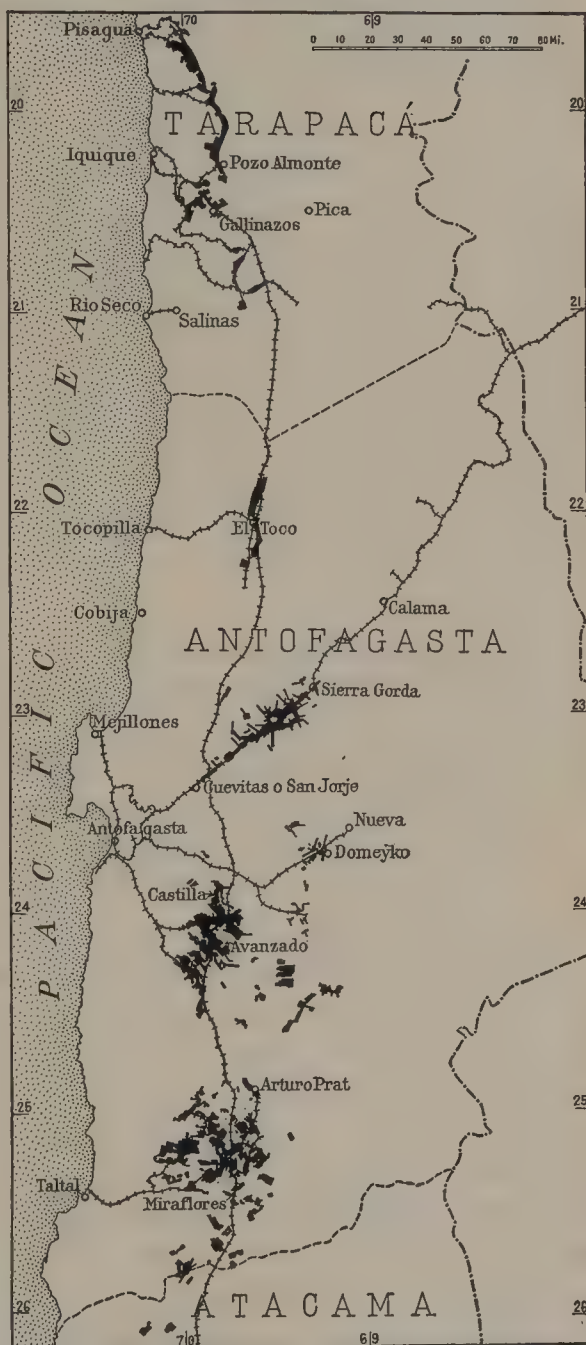 70 69
Pisagua
0 10 20 30 40 50 60 70 80 Mi.
20 20
TARAPACÁ
Iquique
Pozo Almonte
Pica
Gallinazos
Rio Seco
Salinas
21 21
PACIFIC OCEAN
22 22
Tocopilla
El Toco
Cobija
Calama
ANTOFAGASTA
Sierra Gorda
23 23
Mejillones
Cuevitas o San Jorje
Nueva
Antofalgasta
Domeýko
Castilla
24 24
Avanzado
Arturo Prat
25 25
Taltal
Miraflores
26 26
ATACAMA
70 69